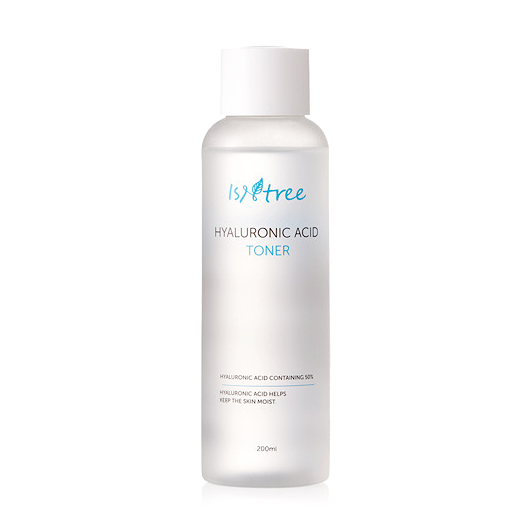 Isntree
HYALURONIC ACID
TONER
HYALURONIC ACID CONTAINING 50%
HYALURONIC ACID HELPS
KEEP THE SKIN MOIST.
200ml